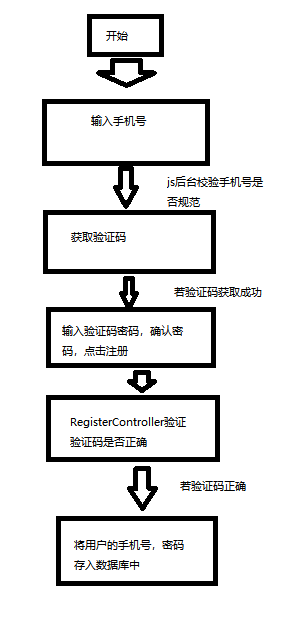 开始
输入手机号
js后台校验手机号是
否规范
获取验证码
若验证码获取成功
输入验证码密码，确认密
码，点击注册
RegisterController验证
验证码是否正确
若验证码正确
将用户的手机号，密码
存入数据库中